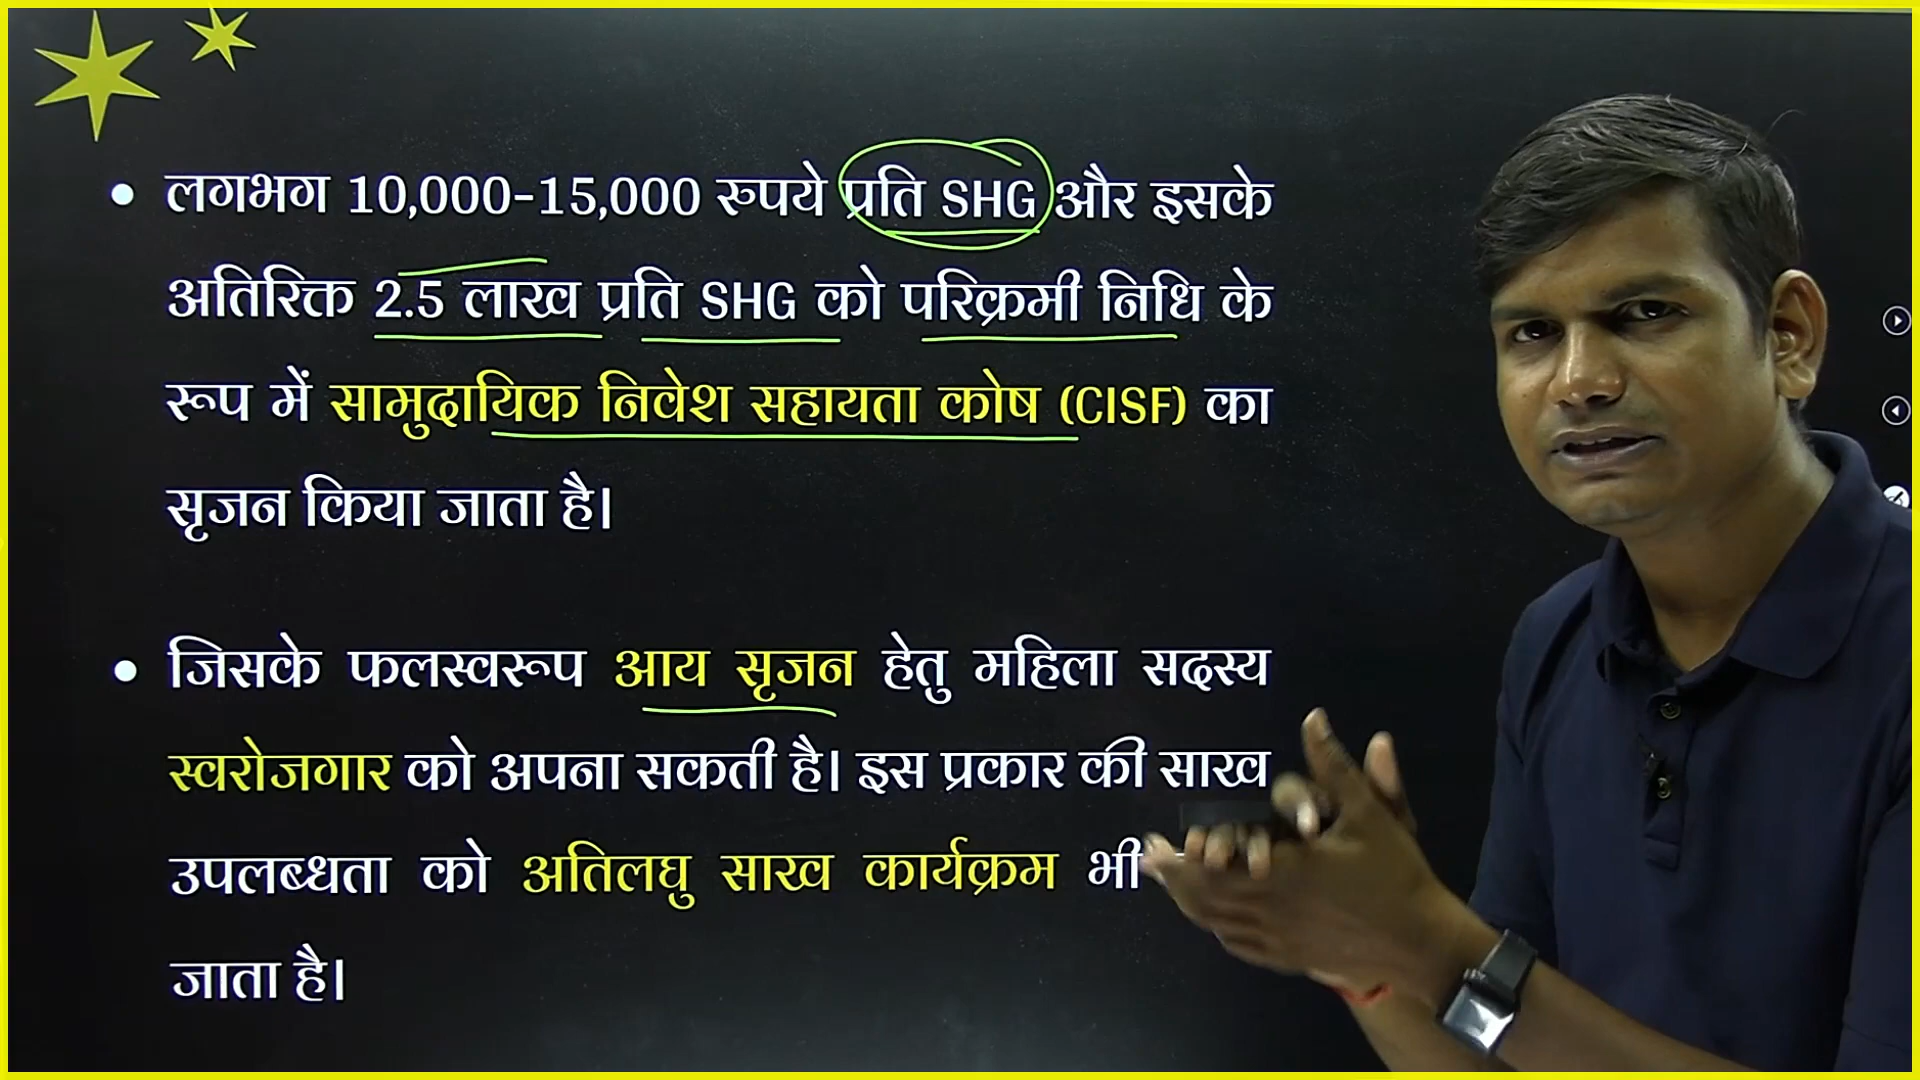 लगभग 10,000-15,000 रुपये प्रति SHG और इसके
अतिरिक्त 2.5 लाख प्रति SHG को परिक्रमी निधि के
रूप में सामुदायिक निवेश सहायता कोष (CISF) का
सृजन किया जाता है।
जिसके फलस्वरूप आय सृजन हेतु महिला सदस्य
स्वरोजगार को अपना सकती है। इस प्रकार की साख
उपलब्धता को अतिलघु साख कार्यक्रम भी
जाता है।